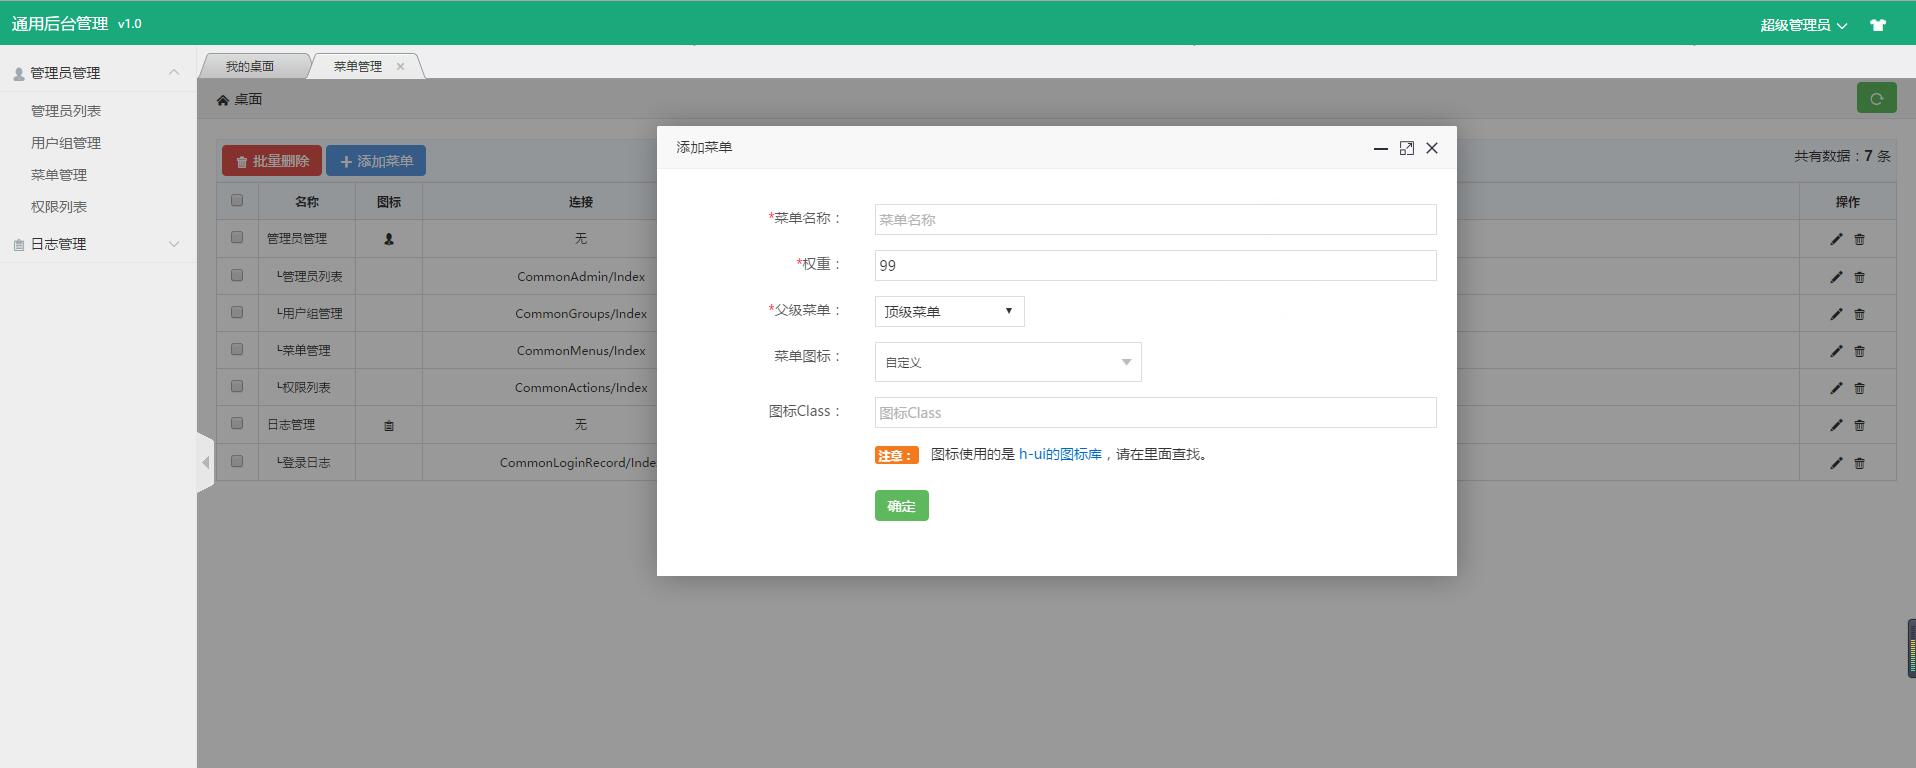 通用后台管理 v1.0
超级管理员
管理员管理
管理员列表
用户组管理
菜单管理
权限列表
日志管理
我的桌面
菜单管理
桌面
批量删除
添加菜单
共有数据：7 条
名称 图标 连接 操作
管理员管理 无
└管理员列表 CommonAdmin/Index
└用户组管理 CommonGroups/Index
└菜单管理 CommonMenus/Index
└权限列表 CommonActions/Index
日志管理 无
└登录日志 CommonLoginRecord/Inde
添加菜单
*菜单名称： 菜单名称
*权重： 99
*父级菜单： 顶级菜单
菜单图标： 自定义
图标Class： 图标Class
注意： 图标使用的是 h-ui的图标库，请在里面查找。
确定